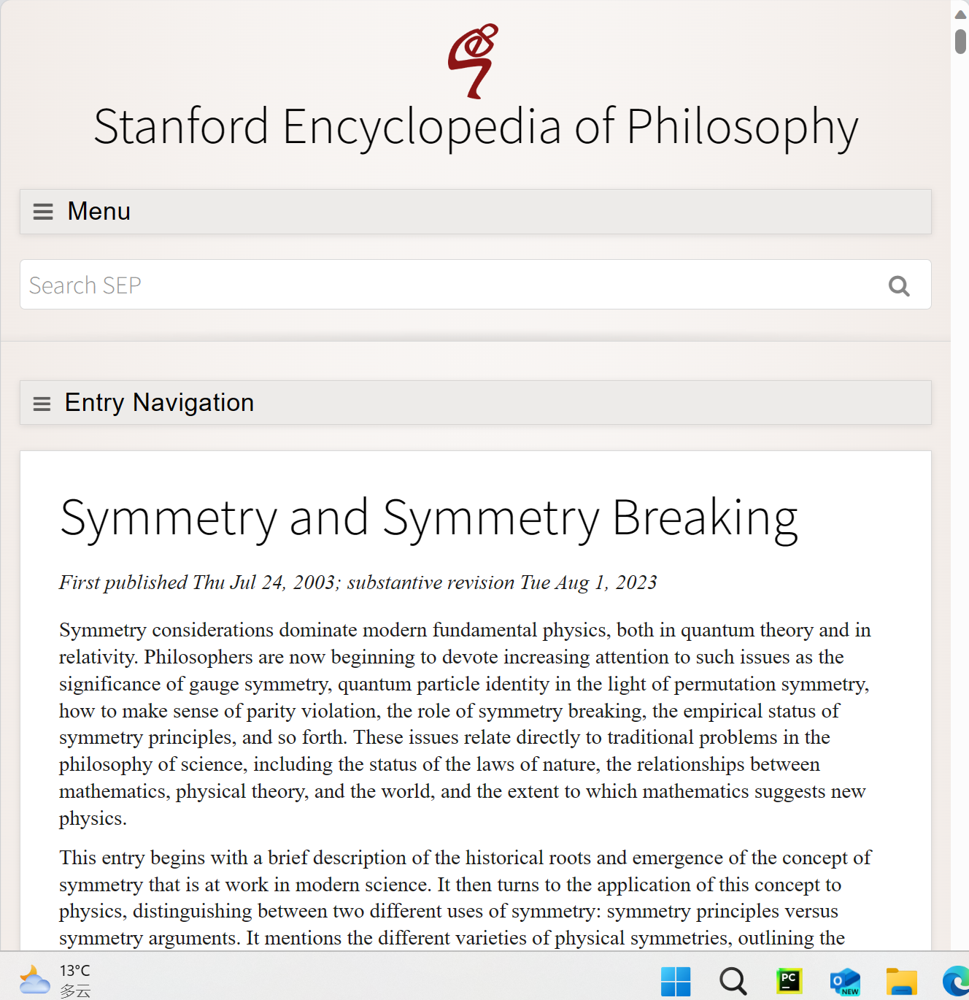 Stanford Encyclopedia of Philosophy
Menu
Search SEP
Entry Navigation
Symmetry and Symmetry Breaking
First published Thu Jul 24, 2003; substantive revision Tue Aug 1, 2023
Symmetry considerations dominate modern fundamental physics, both in quantum theory and in
relativity. Philosophers are now beginning to devote increasing attention to such issues as the
significance of gauge symmetry, quantum particle identity in the light of permutation symmetry,
how to make sense of parity violation, the role of symmetry breaking, the empirical status of
symmetry principles, and so forth. These issues relate directly to traditional problems in the
philosophy of science, including the status of the laws of nature, the relationships between
mathematics, physical theory, and the world, and the extent to which mathematics suggests new
physics.
This entry begins with a brief description of the historical roots and emergence of the concept of
symmetry that is at work in modern science. It then turns to the application of this concept to
physics, distinguishing between two different uses of symmetry: symmetry principles versus
symmetry arguments. It mentions the different varieties of physical symmetries, outlining the
13°C
多云
PC
O
NEW